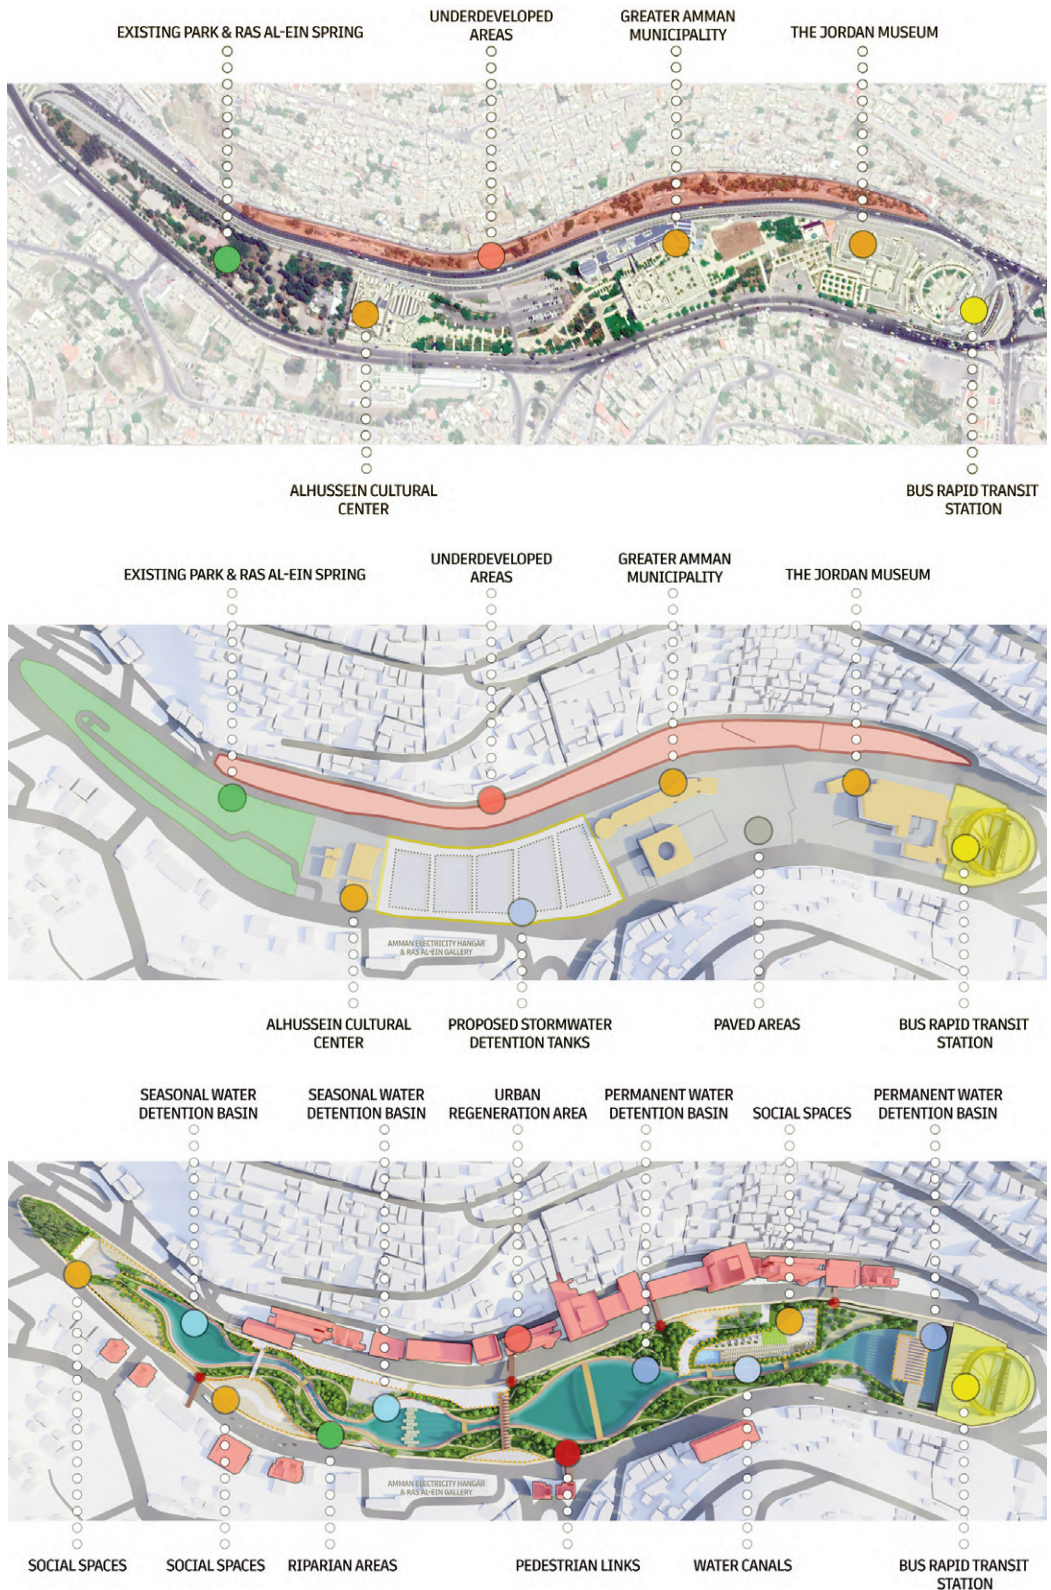 EXISTING PARK & RAS AL-EIN SPRING
UNDERDEVELOPED
AREAS
GREATER AMMAN
MUNICIPALITY
THE JORDAN MUSEUM
ALHUSSEIN CULTURAL
CENTER
BUS RAPID TRANSIT
STATION
EXISTING PARK & RAS AL-EIN SPRING
UNDERDEVELOPED
AREAS
GREATER AMMAN
MUNICIPALITY
THE JORDAN MUSEUM
AMMAN ELECTRICITY HANGAR
& RAS AL-EIN GALLERY
ALHUSSEIN CULTURAL
CENTER
PROPOSED STORMWATER
DETENTION TANKS
PAVED AREAS
BUS RAPID TRANSIT
STATION
SEASONAL WATER
DETENTION BASIN
SEASONAL WATER
DETENTION BASIN
URBAN
REGENERATION AREA
PERMANENT WATER
DETENTION BASIN
SOCIAL SPACES
PERMANENT WATER
DETENTION BASIN
AMMAN ELECTRICITY HANGAR
& RAS AL-EIN GALLERY
SOCIAL SPACES
SOCIAL SPACES
RIPARIAN AREAS
PEDESTRIAN LINKS
WATER CANALS
BUS RAPID TRANSIT
STATION